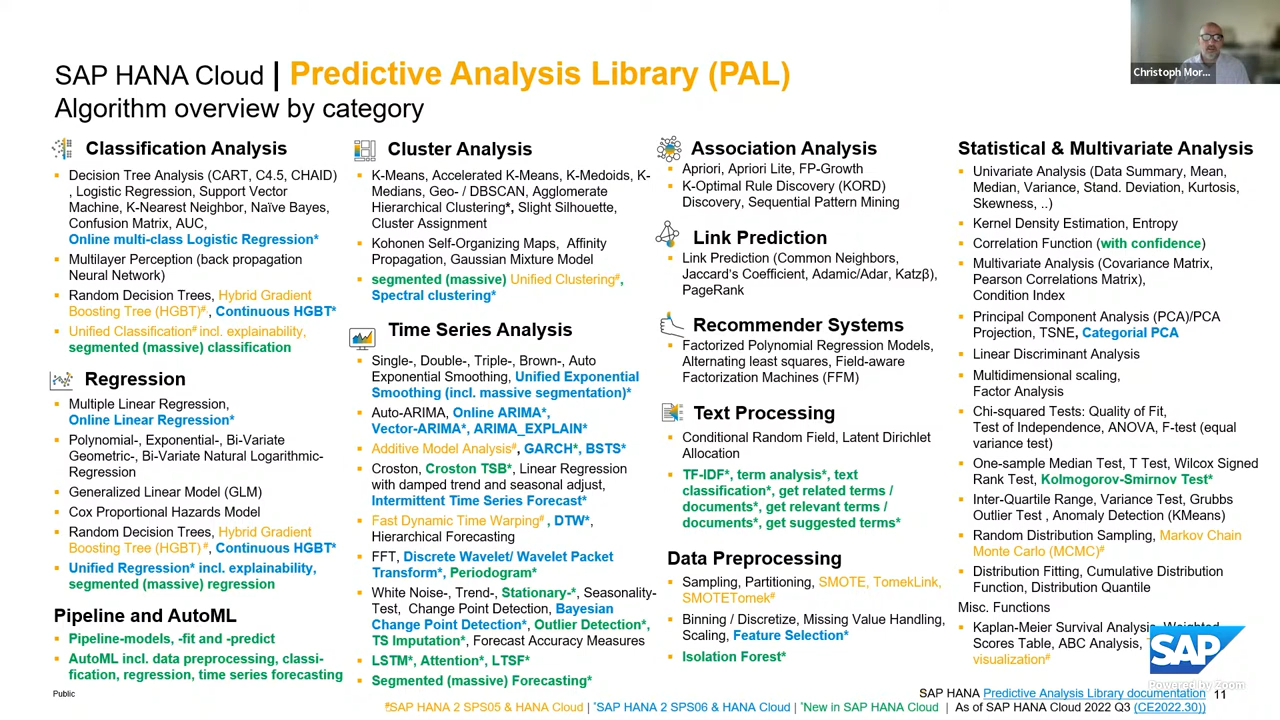 SAP HANA Cloud | Predictive Analysis Library (PAL)
Algorithm overview by category
Christoph Mor...
Classification Analysis
Decision Tree Analysis (CART, C4.5, CHAID)
, Logistic Regression, Support Vector
Machine, K-Nearest Neighbor, Naïve Bayes,
Confusion Matrix, AUC,
Online multi-class Logistic Regression*
Multilayer Perception (back propagation
Neural Network)
Random Decision Trees, Hybrid Gradient
Boosting Tree (HGBT)#, Continuous HGBT*
Unified Classification# incl. explainability,
segmented (massive) classification
Regression
Multiple Linear Regression,
Online Linear Regression*
Polynomial-, Exponential-, Bi-Variate
Geometric-, Bi-Variate Natural Logarithmic-
Regression
Generalized Linear Model (GLM)
Cox Proportional Hazards Model
Random Decision Trees, Hybrid Gradient
Boosting Tree (HGBT) #, Continuous HGBT*
Unified Regression* incl. explainability,
segmented (massive) regression
Pipeline and AutoML
Pipeline-models, -fit and -predict
AutoML incl. data preprocessing, classi-
fication, regression, time series forecasting
Cluster Analysis
K-Means, Accelerated K-Means, K-Medoids, K-
Medians, Geo- / DBSCAN, Agglomerate
Hierarchical Clustering*, Slight Silhouette,
Cluster Assignment
Kohonen Self-Organizing Maps, Affinity
Propagation, Gaussian Mixture Model
segmented (massive) Unified Clustering#,
Spectral clustering*
Time Series Analysis
Single-, Double-, Triple-, Brown-, Auto
Exponential Smoothing, Unified Exponential
Smoothing (incl. massive segmentation)*
Auto-ARIMA, Online ARIMA*,
Vector-ARIMA*, ARIMA_EXPLAIN*
Additive Model Analysis#, GARCH*, BSTS*
Croston, Croston TSB*, Linear Regression
with damped trend and seasonal adjust,
Intermittent Time Series Forecast*
Fast Dynamic Time Warping# , DTW*,
Hierarchical Forecasting
FFT, Discrete Wavelet/ Wavelet Packet
Transform*, Periodogram*
White Noise-, Trend-, Stationary-*, Seasonality-
Test, Change Point Detection, Bayesian
Change Point Detection*, Outlier Detection*,
TS Imputation*, Forecast Accuracy Measures
LSTM*, Attention*, LTSF*
Segmented (massive) Forecasting*
Association Analysis
Apriori, Apriori Lite, FP-Growth
K-Optimal Rule Discovery (KORD)
Discovery, Sequential Pattern Mining
Link Prediction
Link Prediction (Common Neighbors,
Jaccard's Coefficient, Adamic/Adar, Katzβ),
PageRank
Recommender Systems
Factorized Polynomial Regression Models,
Alternating least squares, Field-aware
Factorization Machines (FFM)
Text Processing
Conditional Random Field, Latent Dirichlet
Allocation
TF-IDF*, term analysis*, text
classification*, get related terms /
documents*, get relevant terms /
documents*, get suggested terms*
Data Preprocessing
Sampling, Partitioning, SMOTE, TomekLink,
SMOTETomek#
Binning / Discretize, Missing Value Handling,
Scaling, Feature Selection*
Isolation Forest*
Statistical & Multivariate Analysis
Univariate Analysis (Data Summary, Mean,
Median, Variance, Stand. Deviation, Kurtosis,
Skewness, ..)
Kernel Density Estimation, Entropy
Correlation Function (with confidence)
Multivariate Analysis (Covariance Matrix,
Pearson Correlations Matrix),
Condition Index
Principal Component Analysis (PCA)/PCA
Projection, TSNE, Categorial PCA
Linear Discriminant Analysis
Multidimensional scaling,
Factor Analysis
Chi-squared Tests: Quality of Fit,
Test of Independence, ANOVA, F-test (equal
variance test)
One-sample Median Test, T Test, Wilcox Signed
Rank Test, Kolmogorov-Smirnov Test*
Inter-Quartile Range, Variance Test, Grubbs
Outlier Test , Anomaly Detection (KMeans)
Random Distribution Sampling, Markov Chain
Monte Carlo (MCMC)#
Distribution Fitting, Cumulative Distribution
Function, Distribution Quantile
Misc. Functions
Kaplan-Meier Survival Analysis, Weighted
Scores Table, ABC Analysis,
visualization#
SAP
Powered by Zoom
Public
SAP HANA Predictive Analysis Library documentation 11
#SAP HANA 2 SPS05 & HANA Cloud | *SAP HANA 2 SPS06 & HANA Cloud | *New in SAP HANA Cloud | As of SAP HANA Cloud 2022 Q3 (CE2022.30))